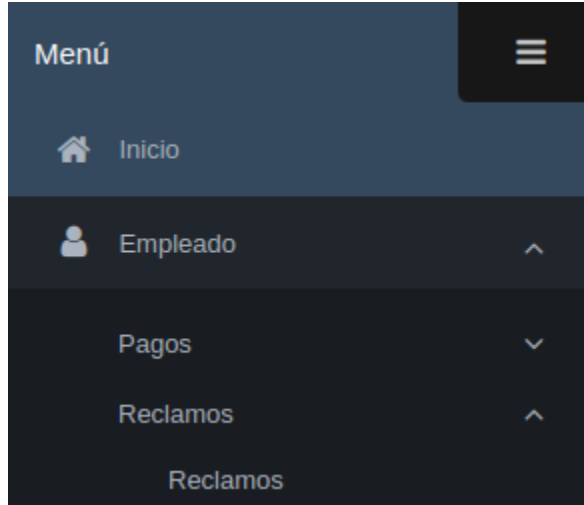 Menú
Inicio
Empleado
Pagos
Reclamos
Reclamos